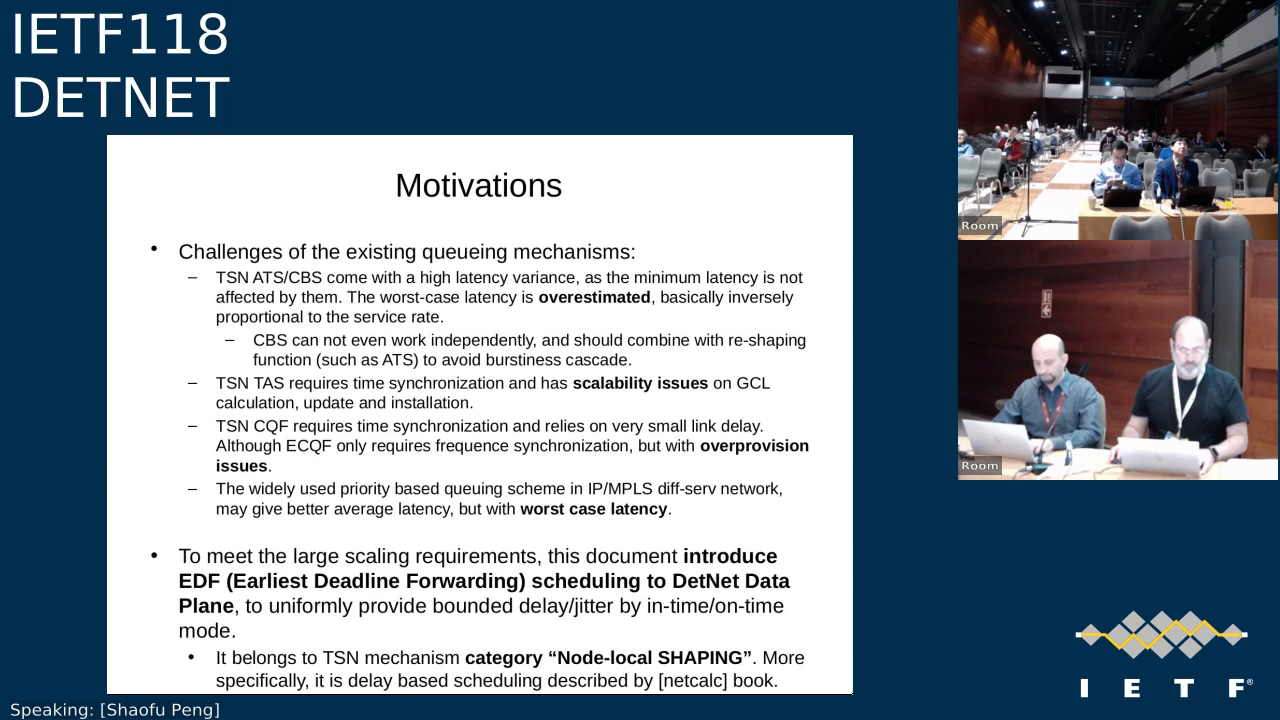 IETF118
DETNET
Motivations
• Challenges of the existing queueing mechanisms:
– TSN ATS/CBS come with a high latency variance, as the minimum latency is not
affected by them. The worst-case latency is overestimated, basically inversely
proportional to the service rate.
– CBS can not even work independently, and should combine with re-shaping
function (such as ATS) to avoid burstiness cascade.
– TSN TAS requires time synchronization and has scalability issues on GCL
calculation, update and installation.
– TSN CQF requires time synchronization and relies on very small link delay.
Although ECQF only requires frequence synchronization, but with overprovision
issues.
– The widely used priority based queuing scheme in IP/MPLS diff-serv network,
may give better average latency, but with worst case latency.
• To meet the large scaling requirements, this document introduce
EDF (Earliest Deadline Forwarding) scheduling to DetNet Data
Plane, to uniformly provide bounded delay/jitter by in-time/on-time
mode.
• It belongs to TSN mechanism category “Node-local SHAPING”. More
specifically, it is delay based scheduling described by [netcalc] book.
Room
Room
I E T F®
Speaking: [Shaofu Peng]